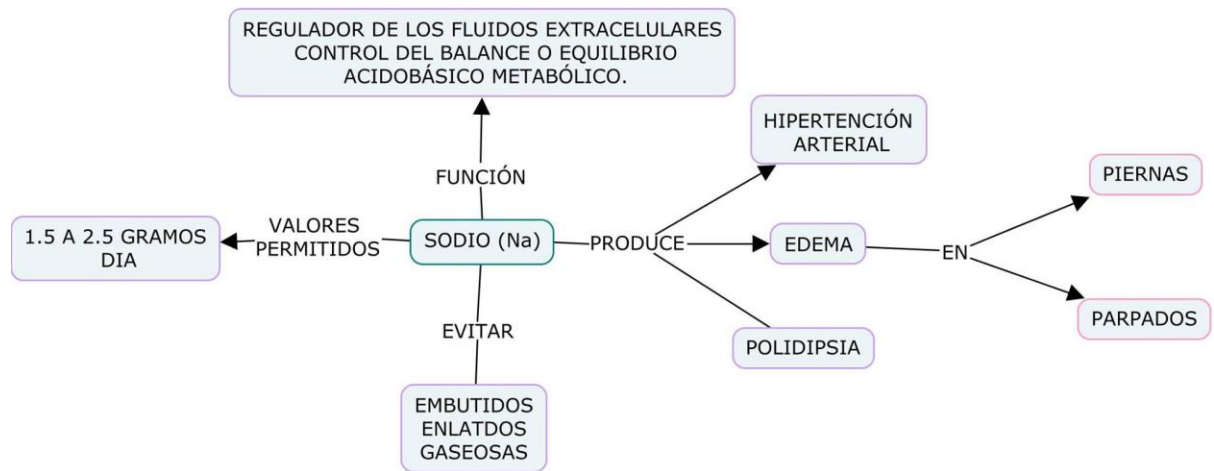 REGULADOR DE LOS FLUIDOS EXTRACELULARES
CONTROL DEL BALANCE O EQUILIBRIO
ACIDOBÁSICO METABÓLICO.
HIPERTENCIÓN
ARTERIAL
FUNCIÓN
PIERNAS
1.5 A 2.5 GRAMOS
DIA
VALORES
PERMITIDOS
SODIO (Na)
PRODUCE
EDEMA
EN
EVITAR
POLIDIPSIA
PARPADOS
EMBUTIDOS
ENLATDOS
GASEOSAS